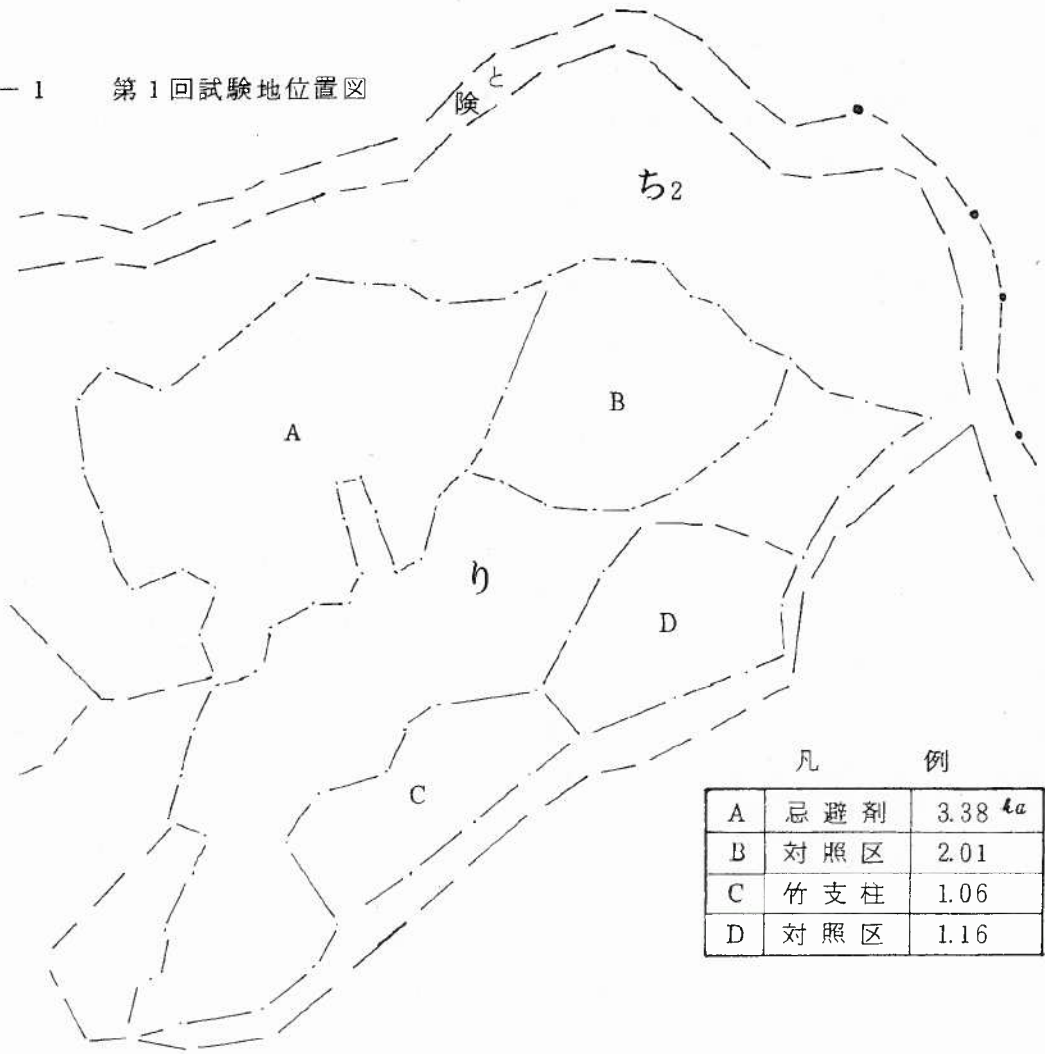 — 1 第1回試験地位置図
と
険
ち2
A
B
り
D
C
凡例
A 忌避剤 3.38 ha
B 対照区 2.01
C 竹支柱 1.06
D 対照区 1.16